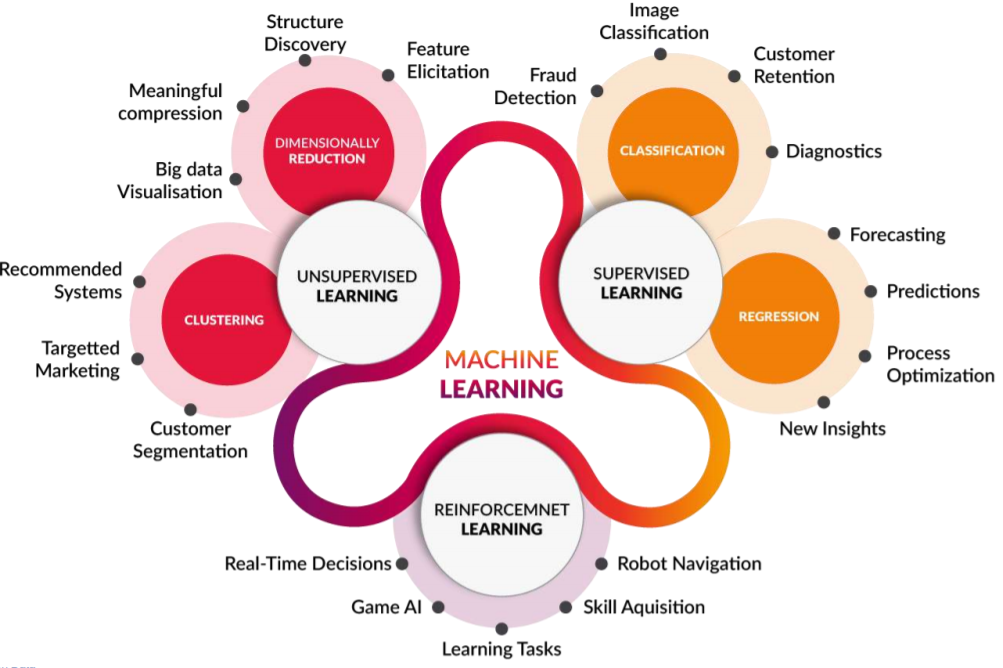 Structure
Discovery
Feature
Elicitation
Meaningful
compression
Big data
Visualisation
DIMENSIONALLY
REDUCTION
Recommended
Systems
Targetted
Marketing
Customer
Segmentation
CLUSTERING
UNSUPERVISED
LEARNING
Image
Classification
Fraud
Detection
Customer
Retention
Diagnostics
CLASSIFICATION
SUPERVISED
LEARNING
Forecasting
Predictions
Process
Optimization
New Insights
REGRESSION
MACHINE
LEARNING
REINFORCEMNET
LEARNING
Real-Time Decisions
Game AI
Learning Tasks
Robot Navigation
Skill Aquisition